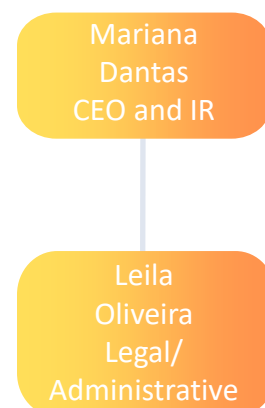 Mariana
Dantas
CEO and IR
Leila
Oliveira
Legal/
Administrative